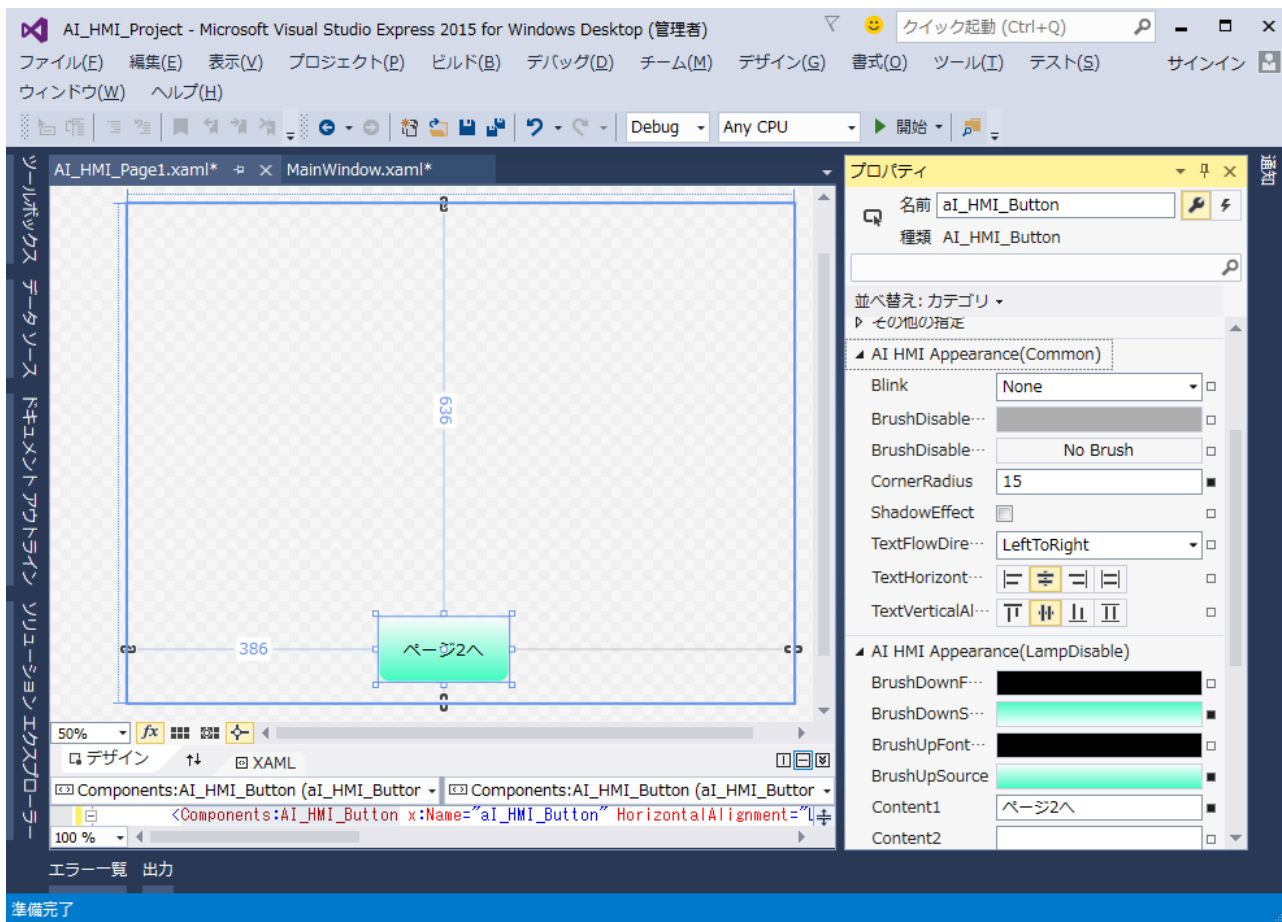 AI_HMI_Project - Microsoft Visual Studio Express 2015 for Windows Desktop (管理者)
クイック起動 (Ctrl+Q)
ファイル(F) 編集(E) 表示(V) プロジェクト(P) ビルド(B) デバッグ(D) チーム(M) デザイン(G) 書式(O) ツール(T) テスト(S) サインイン
ウィンドウ(W) ヘルプ(H)
Debug Any CPU 開始
ツールボックス
データ ソース
ドキュメント アウトライン
ソリューション エクスプローラー
AI_HMI_Page1.xaml* MainWindow.xaml*
636
386
ページ2へ
50% fx
デザイン XAML
Components:AI_HMI_Button (aI_HMI_Buttor Components:AI_HMI_Button (aI_HMI_Buttor
<Components:AI_HMI_Button x:Name="aI_HMI_Button" HorizontalAlignment="L
100 %
プロパティ
名前 aI_HMI_Button
種類 AI_HMI_Button
並べ替え: カテゴリ
その他の指定
AI HMI Appearance(Common)
Blink None
BrushDisable…
BrushDisable… No Brush
CornerRadius 15
ShadowEffect
TextFlowDire… LeftToRight
TextHorizont…
TextVerticalAl…
AI HMI Appearance(LampDisable)
BrushDownF…
BrushDownS…
BrushUpFont…
BrushUpSource
Content1 ページ2へ
Content2
通知
エラー一覧 出力
準備完了